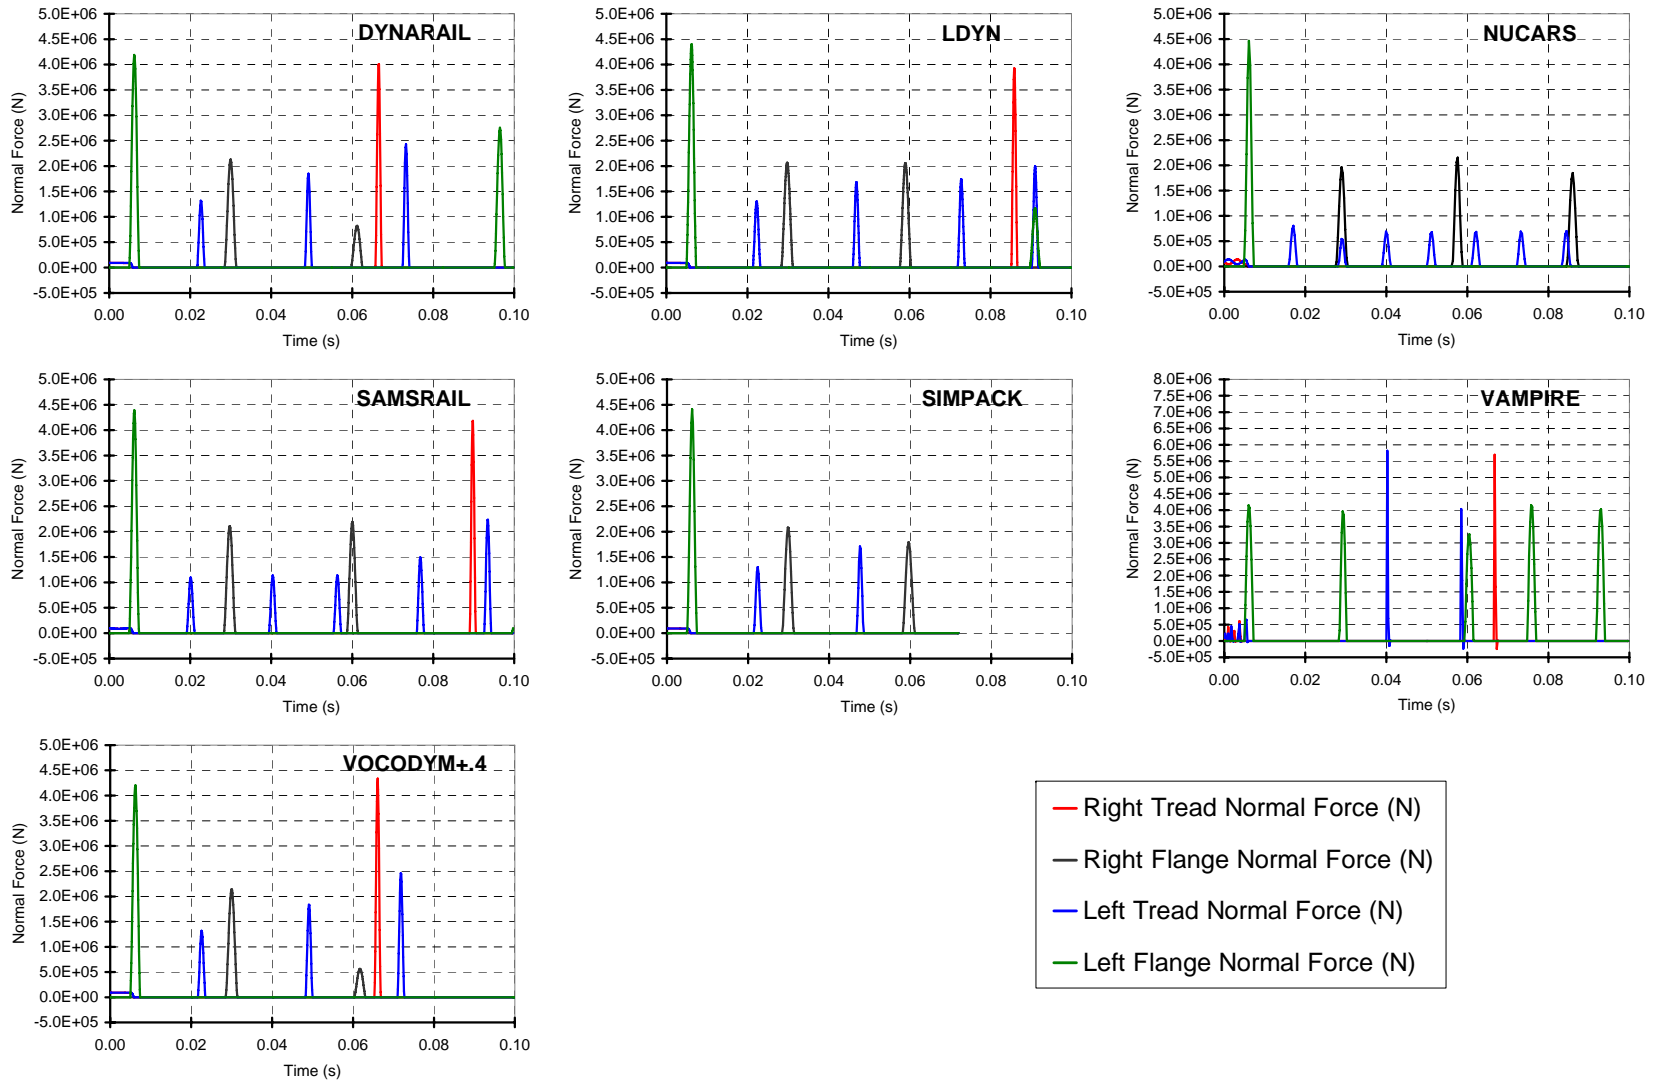 DYNARAIL
Normal Force (N)
5.0E+06
4.5E+06
4.0E+06
3.5E+06
3.0E+06
2.5E+06
2.0E+06
1.5E+06
1.0E+06
5.0E+05
0.0E+00
-5.0E+05
0.00 0.02 0.04 0.06 0.08 0.10
Time (s)
LDYN
Normal Force (N)
5.0E+06
4.5E+06
4.0E+06
3.5E+06
3.0E+06
2.5E+06
2.0E+06
1.5E+06
1.0E+06
5.0E+05
0.0E+00
-5.0E+05
0.00 0.02 0.04 0.06 0.08 0.10
Time (s)
NUCARS
Normal Force (N)
5.0E+06
4.5E+06
4.0E+06
3.5E+06
3.0E+06
2.5E+06
2.0E+06
1.5E+06
1.0E+06
5.0E+05
0.0E+00
-5.0E+05
0.00 0.02 0.04 0.06 0.08 0.10
Time (s)
SAMSRAIL
Normal Force (N)
5.0E+06
4.5E+06
4.0E+06
3.5E+06
3.0E+06
2.5E+06
2.0E+06
1.5E+06
1.0E+06
5.0E+05
0.0E+00
-5.0E+05
0.00 0.02 0.04 0.06 0.08 0.10
Time (s)
SIMPACK
Normal Force (N)
5.0E+06
4.5E+06
4.0E+06
3.5E+06
3.0E+06
2.5E+06
2.0E+06
1.5E+06
1.0E+06
5.0E+05
0.0E+00
-5.0E+05
0.00 0.02 0.04 0.06 0.08 0.10
Time (s)
VAMPIRE
Normal Force (N)
8.0E+06
7.5E+06
7.0E+06
6.5E+06
6.0E+06
5.5E+06
5.0E+06
4.5E+06
4.0E+06
3.5E+06
3.0E+06
2.5E+06
2.0E+06
1.5E+06
1.0E+06
5.0E+05
0.0E+00
-5.0E+05
0.00 0.02 0.04 0.06 0.08 0.10
Time (s)
VOCODYM+.4
Normal Force (N)
5.0E+06
4.5E+06
4.0E+06
3.5E+06
3.0E+06
2.5E+06
2.0E+06
1.5E+06
1.0E+06
5.0E+05
0.0E+00
-5.0E+05
0.00 0.02 0.04 0.06 0.08 0.10
Time (s)
Right Tread Normal Force (N)
Right Flange Normal Force (N)
Left Tread Normal Force (N)
Left Flange Normal Force (N)